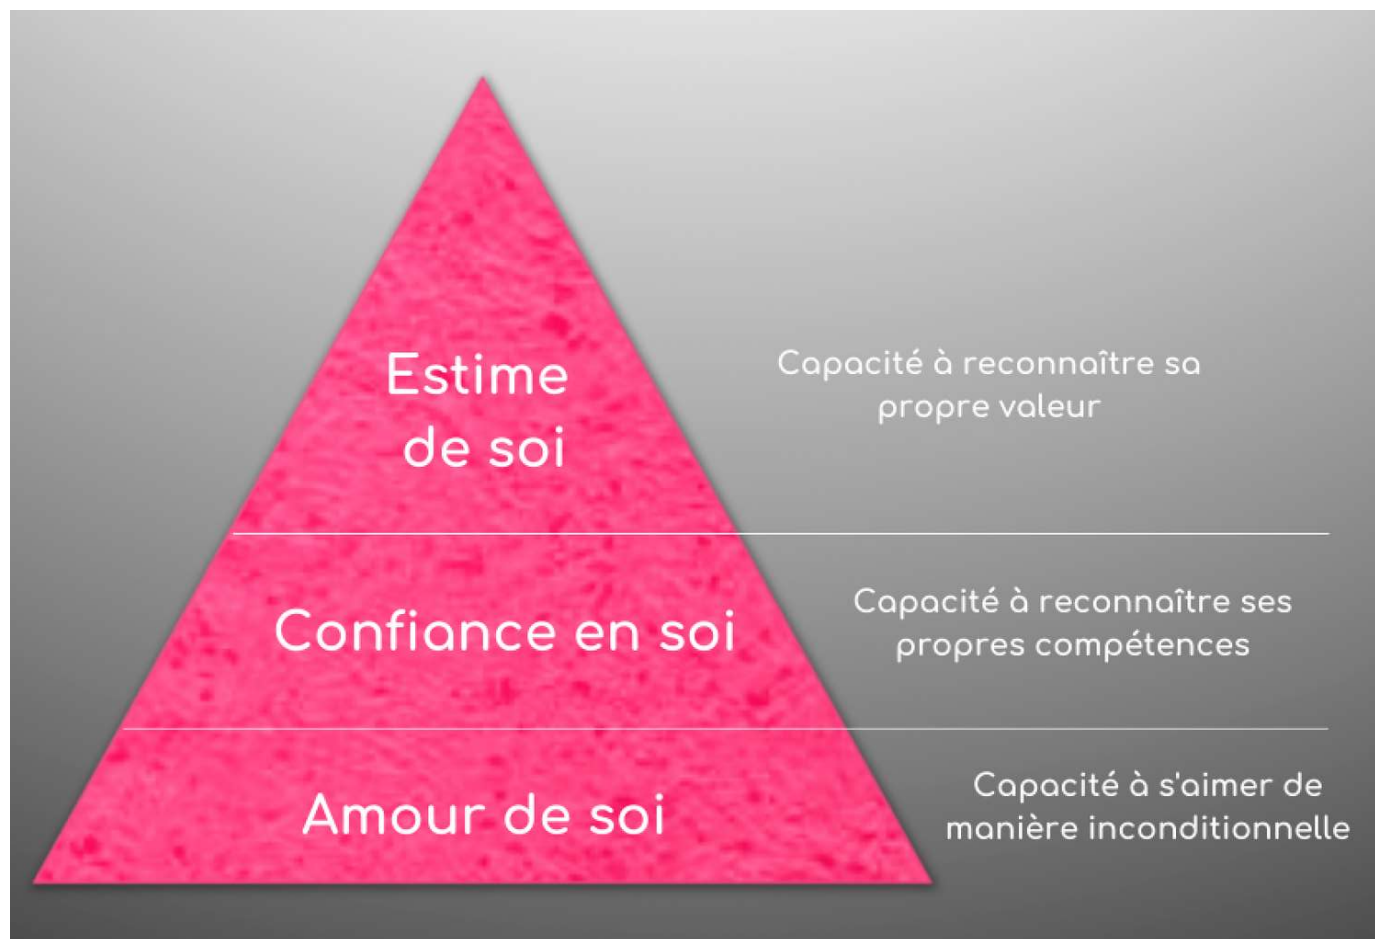 Estime
de soi
Capacité à reconnaître sa
propre valeur
Confiance en soi
Capacité à reconnaître ses
propres compétences
Amour de soi
Capacité à s'aimer de
manière inconditionnelle